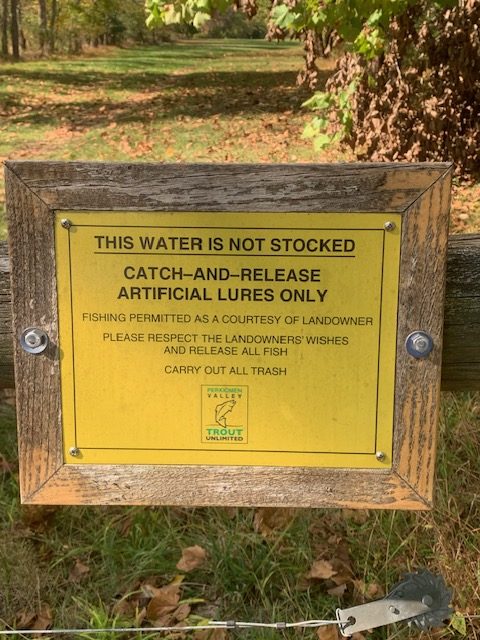 THIS WATER IS NOT STOCKED
CATCH–AND–RELEASE
ARTIFICIAL LURES ONLY
FISHING PERMITTED AS A COURTESY OF LANDOWNER
PLEASE RESPECT THE LANDOWNERS' WISHES
AND RELEASE ALL FISH
CARRY OUT ALL TRASH
PERKIOMEN
VALLEY
TROUT
UNLIMITED